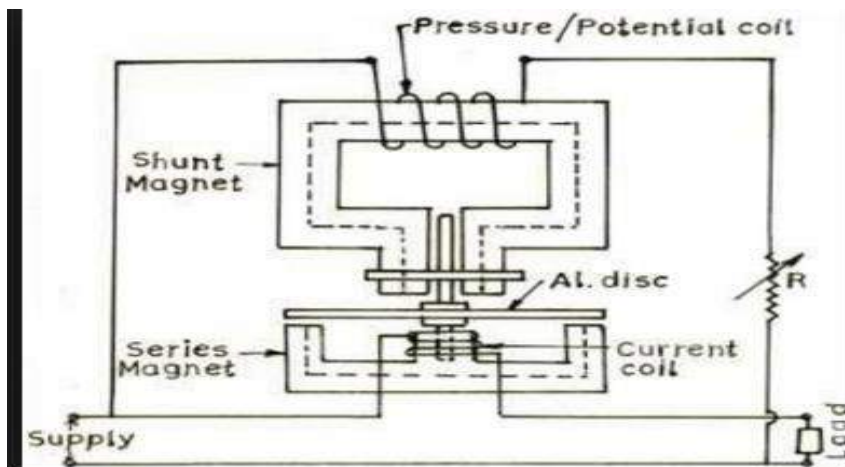 Pressure/Potential coil
Shunt
Magnet
R
Al. disc
Series
Magnet
Current
coil
Supply
Load